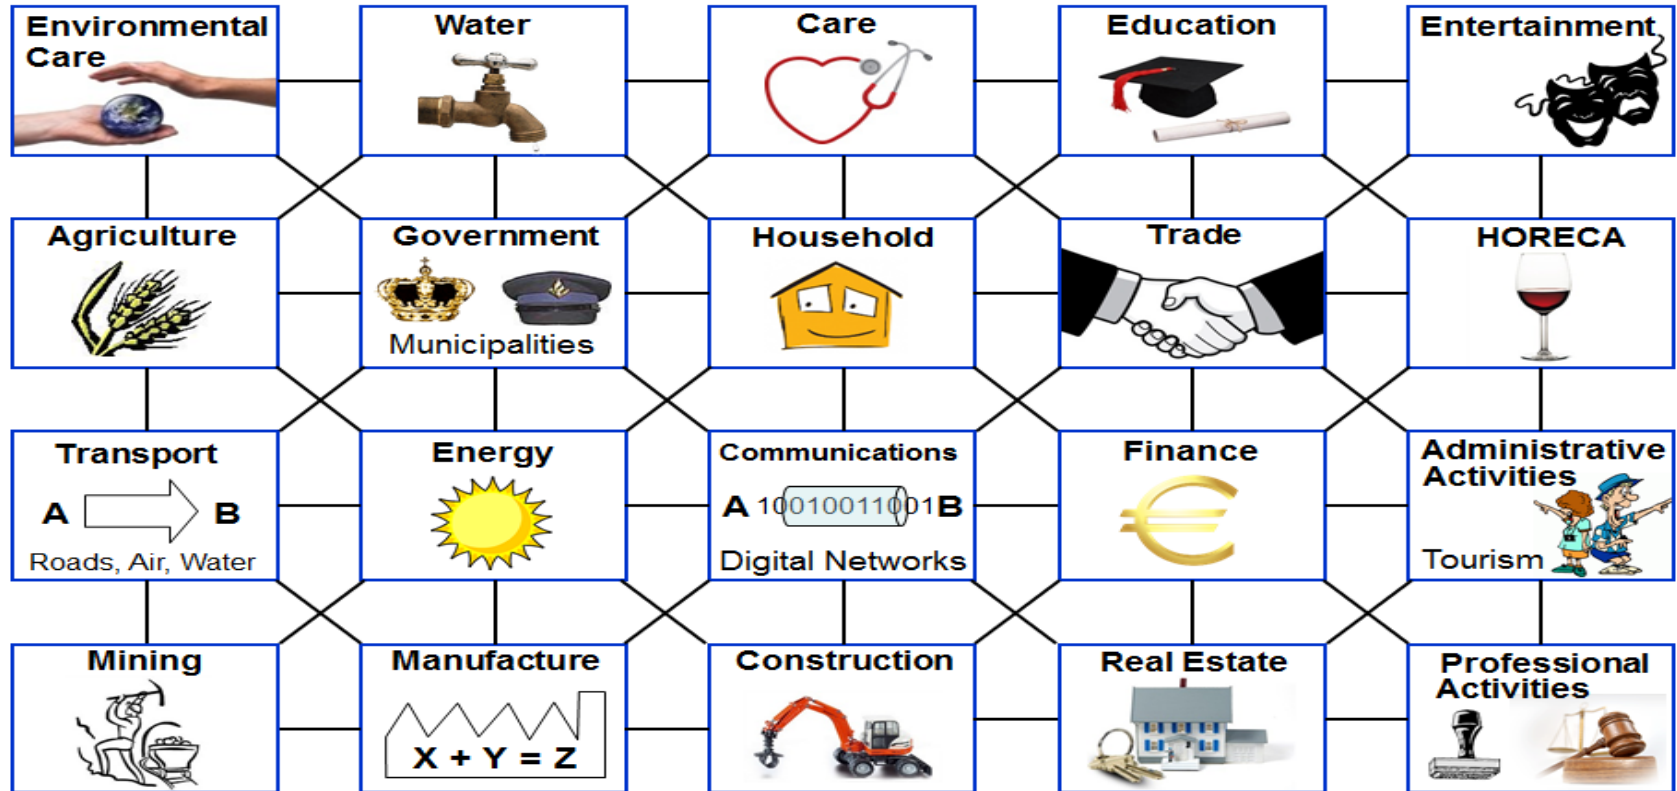 Environmental
Care
Water
Care
Education
Entertainment
Agriculture
Government
Municipalities
Household
Trade
HORECA
Transport
A B
Roads, Air, Water
Energy
Communications
A 10010011001 B
Digital Networks
Finance
Administrative
Activities
Tourism
Mining
Manufacture
X + Y = Z
Construction
Real Estate
Professional
Activities